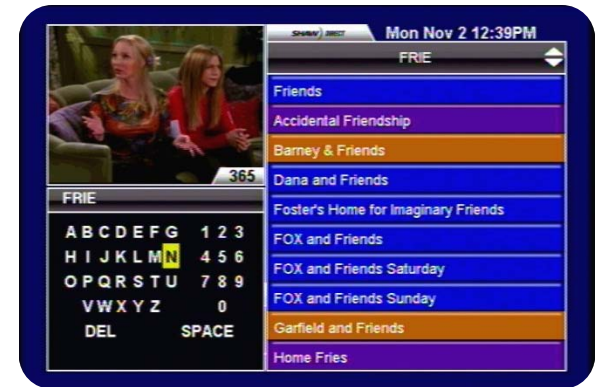 SHAW) DIRECT
Mon Nov 2 12:39PM
FRIE
Friends
Accidental Friendship
Barney & Friends
Dana and Friends
Foster's Home for Imaginary Friends
FOX and Friends
FOX and Friends Saturday
FOX and Friends Sunday
Garfield and Friends
Home Fries
365
FRIE
A B C D E F G 1 2 3
H I J K L M N 4 5 6
O P Q R S T U 7 8 9
V W X Y Z 0
DEL SPACE